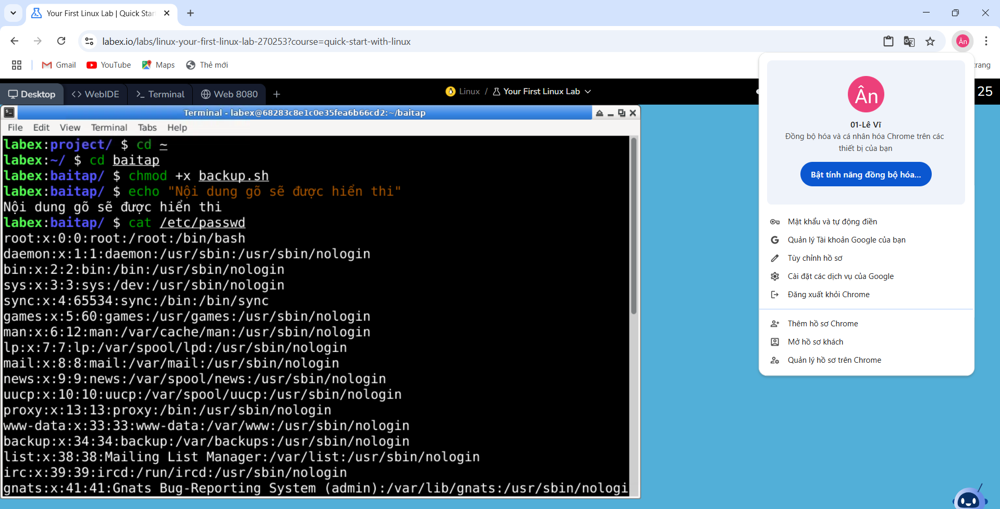 Your First Linux Lab | Quick Star
labex.io/labs/linux-your-first-linux-lab-270253?course=quick-start-with-linux
Ân
Gmail
YouTube
Maps
Thẻ mới
trang
Desktop
WebIDE
Terminal
Web 8080
Linux / Your First Linux Lab
25
Terminal - labex@68283c8e1c0e35fea6b66cd2:~/baitap
File Edit View Terminal Tabs Help
labex:project/ $ cd ~
labex:~/ $ cd baitap
labex:baitap/ $ chmod +x backup.sh
labex:baitap/ $ echo "Nội dung gõ sẽ được hiển thi"
Nội dung gõ sẽ được hiển thi
labex:baitap/ $ cat /etc/passwd
root:x:0:0:root:/root:/bin/bash
daemon:x:1:1:daemon:/usr/sbin:/usr/sbin/nologin
bin:x:2:2:bin:/bin:/usr/sbin/nologin
sys:x:3:3:sys:/dev:/usr/sbin/nologin
sync:x:4:65534:sync:/bin:/bin/sync
games:x:5:60:games:/usr/games:/usr/sbin/nologin
man:x:6:12:man:/var/cache/man:/usr/sbin/nologin
lp:x:7:7:lp:/var/spool/lpd:/usr/sbin/nologin
mail:x:8:8:mail:/var/mail:/usr/sbin/nologin
news:x:9:9:news:/var/spool/news:/usr/sbin/nologin
uucp:x:10:10:uucp:/var/spool/uucp:/usr/sbin/nologin
proxy:x:13:13:proxy:/bin:/usr/sbin/nologin
www-data:x:33:33:www-data:/var/www:/usr/sbin/nologin
backup:x:34:34:backup:/var/backups:/usr/sbin/nologin
list:x:38:38:Mailing List Manager:/var/list:/usr/sbin/nologin
irc:x:39:39:ircd:/run/ircd:/usr/sbin/nologin
gnats:x:41:41:Gnats Bug-Reporting System (admin):/var/lib/gnats:/usr/sbin/nologi
Ân
01-Lê Vĩ
Đồng bộ hóa và cá nhân hóa Chrome trên các
thiết bị của bạn
Bật tính năng đồng bộ hóa...
Mật khẩu và tự động điền
Quản lý Tài khoản Google của bạn
Tùy chỉnh hồ sơ
Cài đặt các dịch vụ của Google
Đăng xuất khỏi Chrome
Thêm hồ sơ Chrome
Mở hồ sơ khách
Quản lý hồ sơ trên Chrome